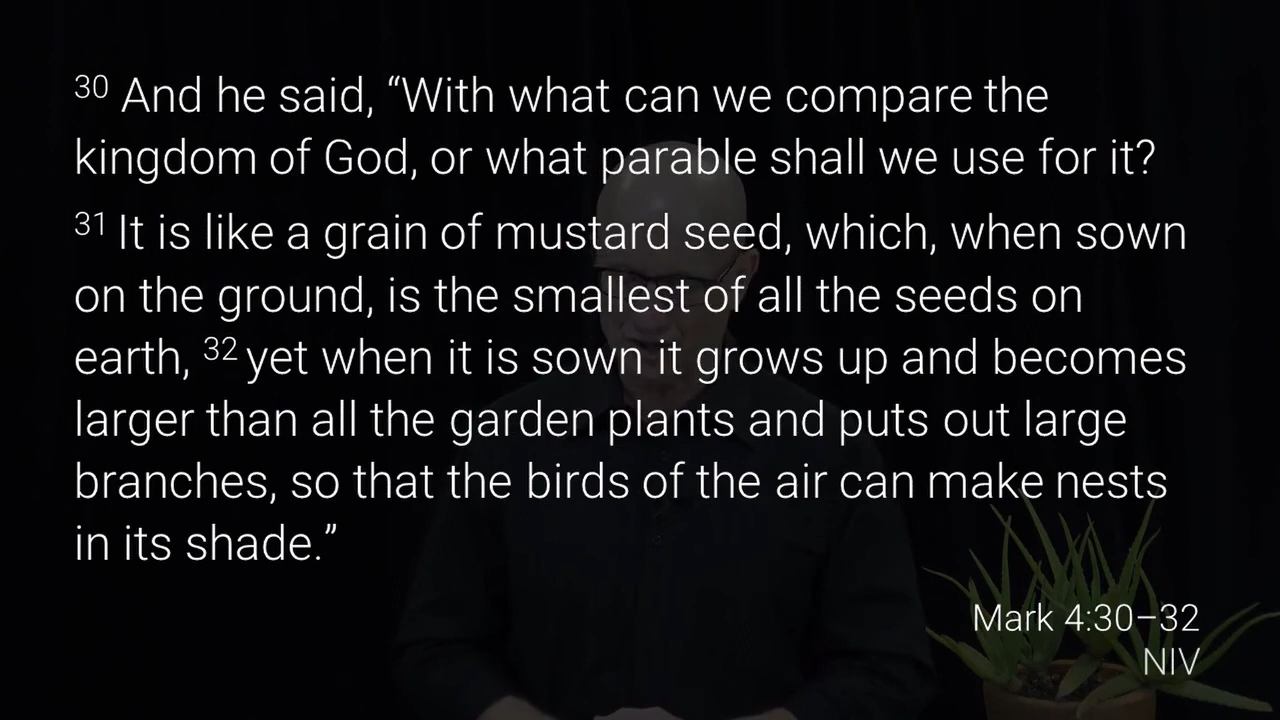 30 And he said, “With what can we compare the
kingdom of God, or what parable shall we use for it?
31 It is like a grain of mustard seed, which, when sown
on the ground, is the smallest of all the seeds on
earth, 32 yet when it is sown it grows up and becomes
larger than all the garden plants and puts out large
branches, so that the birds of the air can make nests
in its shade.”
Mark 4:30–32
NIV